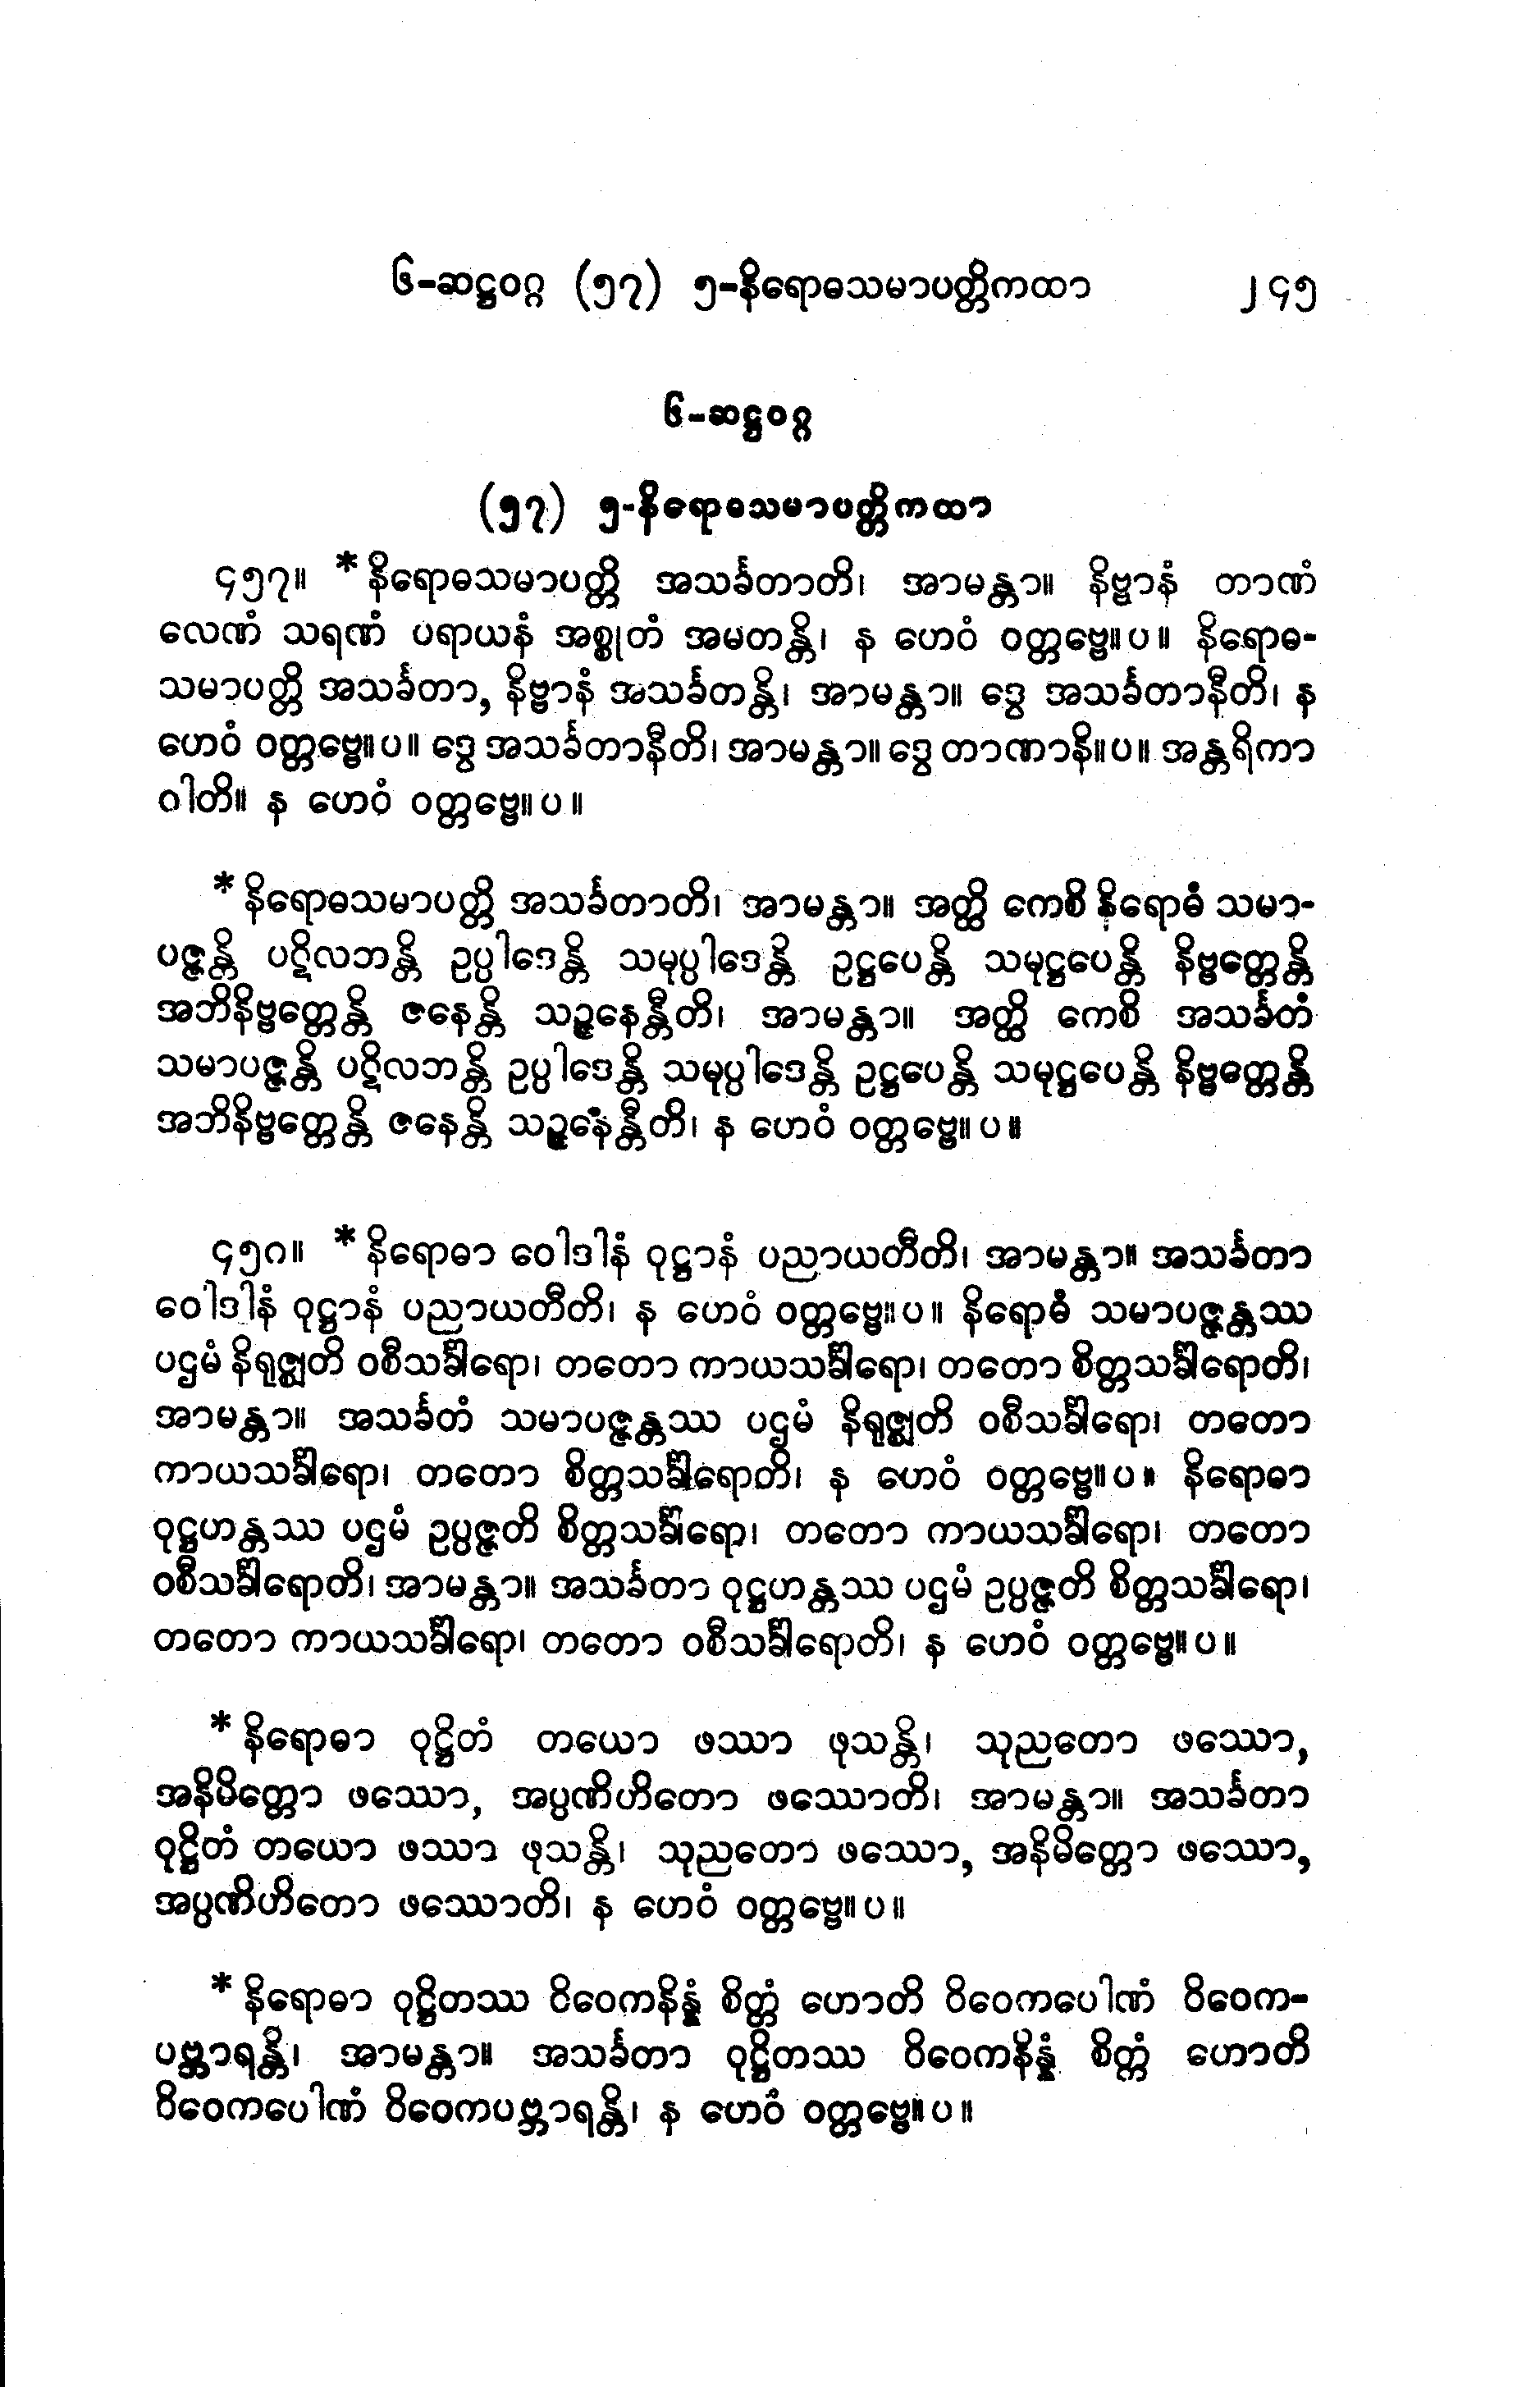 ၆-ဆဋ္ဌဝဂ္ဂ (၅၇) ၅-နိရောဓသမာပတ္တိကထာ ၂၄၅
၆-ဆဋ္ဌဝဂ္ဂ
(၅၇) ၅-နိရောဓသမာပတ္တိကထာ
၄၅၇။ *နိရောဓသမာပတ္တိ အသင်္ခတာတိ၊ အာမန္တာ။ နိဗ္ဗာနံ တာဏံ
လေဏံ သရဏံ ပရာယနံ အစ္စုတံ အမတန္တိ၊ န ဟေဝံ ဝတ္တဗ္ဗေ။ပ။ နိရောဓ-
သမာပတ္တိ အသင်္ခတာ, နိဗ္ဗာနံ အသင်္ခတန္တိ၊ အာမန္တာ။ ဒွေ အသင်္ခတာနီတိ၊ န
ဟေဝံ ဝတ္တဗ္ဗေ။ပ။ ဒွေ အသင်္ခတာနီတိ၊ အာမန္တာ။ ဒွေ တာဏာနိ။ပ။ အန္တရိကာ
ဝါတိ။ န ဟေဝံ ဝတ္တဗ္ဗေ။ပ။
*နိရောဓသမာပတ္တိ အသင်္ခတာတိ၊ အာမန္တာ။ အတ္ထိ ကေစိ နိရောဓံ သမာ-
ပဇ္ဇန္တိ ပဋိလဘန္တိ ဥပ္ပါဒေန္တိ သမုပ္ပါဒေန္တိ ဥဋ္ဌပေန္တိ သမုဋ္ဌပေန္တိ နိဗ္ဗတ္တေန္တိ
အဘိနိဗ္ဗတ္တေန္တိ ဇနေန္တိ သဉ္ဇနေန္တီတိ၊ အာမန္တာ။ အတ္ထိ ကေစိ အသင်္ခတံ
သမာပဇ္ဇန္တိ ပဋိလဘန္တိ ဥပ္ပါဒေန္တိ သမုပ္ပါဒေန္တိ ဥဋ္ဌပေန္တိ သမုဋ္ဌပေန္တိ နိဗ္ဗတ္တေန္တိ
အဘိနိဗ္ဗတ္တေန္တိ ဇနေန္တိ သဉ္ဇနေန္တီတိ၊ န ဟေဝံ ဝတ္တဗ္ဗေ။ပ။
၄၅၈။ *နိရောဓာ ဝေါဒါနံ ဝုဋ္ဌာနံ ပညာယတီတိ၊ အာမန္တာ။ အသင်္ခတာ
ဝေါဒါနံ ဝုဋ္ဌာနံ ပညာယတီတိ၊ န ဟေဝံ ဝတ္တဗ္ဗေ။ပ။ နိရောဓံ သမာပဇ္ဇန္တဿ
ပဌမံ နိရုဇ္ဈတိ ဝစီသင်္ခါရော၊ တတော ကာယသင်္ခါရော၊ တတော စိတ္တသင်္ခါရောတိ၊
အာမန္တာ။ အသင်္ခတံ သမာပဇ္ဇန္တဿ ပဌမံ နိရုဇ္ဈတိ ဝစီသင်္ခါရော၊ တတော
ကာယသင်္ခါရော၊ တတော စိတ္တသင်္ခါရောတိ၊ န ဟေဝံ ဝတ္တဗ္ဗေ။ပ။ နိရောဓာ
ဝုဋ္ဌဟန္တဿ ပဌမံ ဥပ္ပဇ္ဇတိ စိတ္တသင်္ခါရော၊ တတော ကာယသင်္ခါရော၊ တတော
ဝစီသင်္ခါရောတိ၊ အာမန္တာ။ အသင်္ခတာ ဝုဋ္ဌဟန္တဿ ပဌမံ ဥပ္ပဇ္ဇတိ စိတ္တသင်္ခါရော၊
တတော ကာယသင်္ခါရော၊ တတော ဝစီသင်္ခါရောတိ၊ န ဟေဝံ ဝတ္တဗ္ဗေ။ပ။
*နိရောဓာ ဝုဋ္ဌိတံ တယော ဖဿာ ဖုသန္တိ၊ သုညတော ဖဿော,
အနိမိတ္တော ဖဿော, အပ္ပဏိဟိတော ဖဿောတိ၊ အာမန္တာ။ အသင်္ခတာ
ဝုဋ္ဌိတံ တယော ဖဿာ ဖုသန္တိ၊ သုညတော ဖဿော, အနိမိတ္တော ဖဿော,
အပ္ပဏိဟိတော ဖဿောတိ၊ န ဟေဝံ ဝတ္တဗ္ဗေ။ပ။
*နိရောဓာ ဝုဋ္ဌိတဿ ဝိဝေကနိန္နံ စိတ္တံ ဟောတိ ဝိဝေကပေါဏံ ဝိဝေက-
ပဗ္ဘာရန္တိ၊ အာမန္တာ။ အသင်္ခတာ ဝုဋ္ဌိတဿ ဝိဝေကနိန္နံ စိတ္တံ ဟောတိ
ဝိဝေကပေါဏံ ဝိဝေကပဗ္ဘာရန္တိ၊ န ဟေဝံ ဝတ္တဗ္ဗေ။ပ။